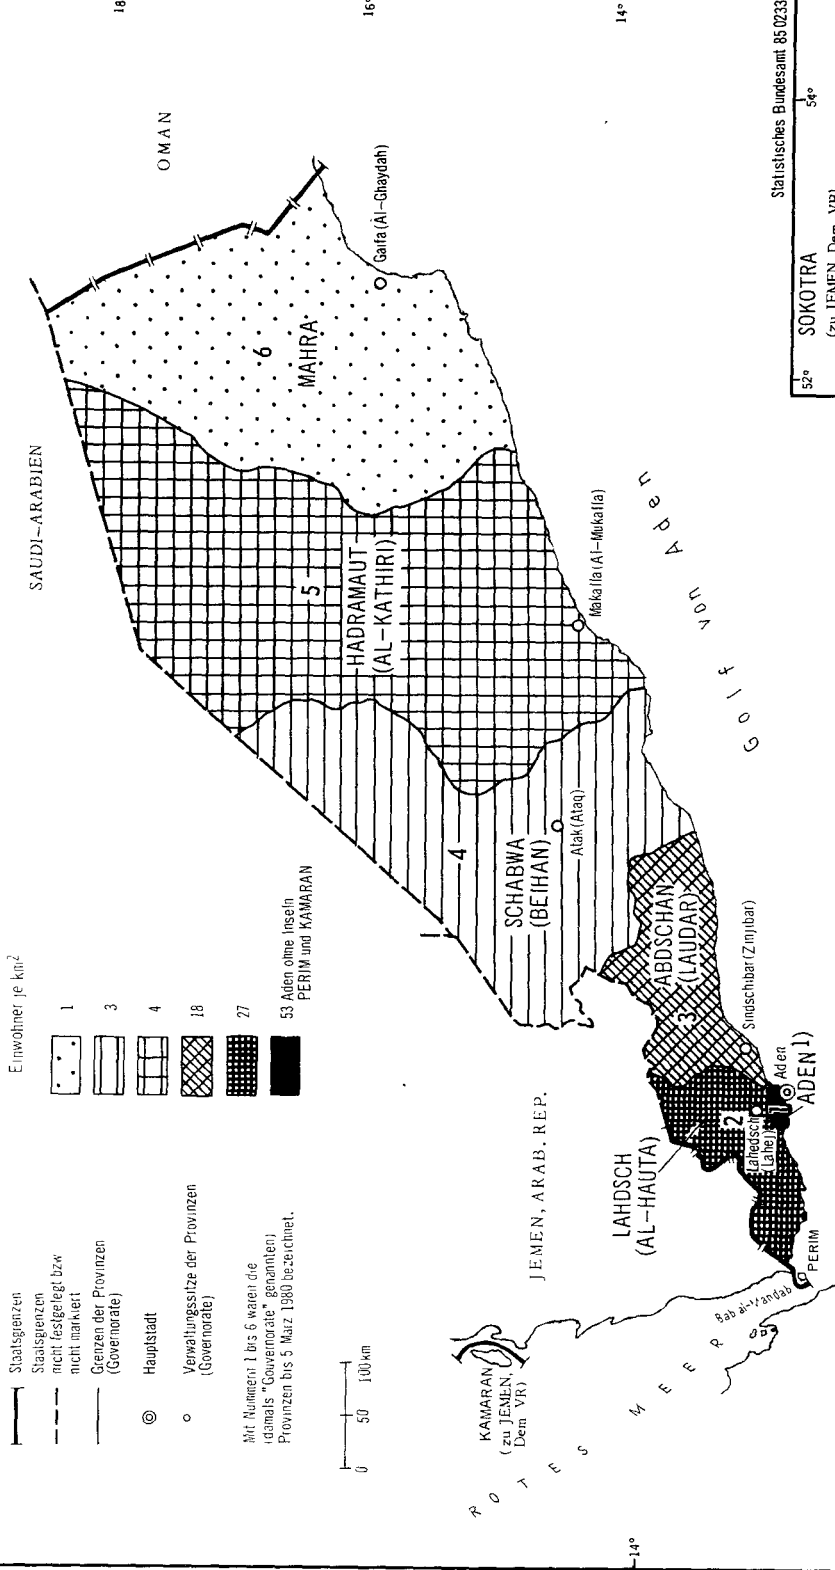 Staatsgrenzen
Staatsgrenzen
nicht festgelegt bzw
nicht markiert
Grenzen der Provinzen
(Governorate)
Hauptstadt
Verwaltungssitze der Provinzen
(Governorate)
Mit Nummern 1 bis 6 waren die
(damals "Gouvernorate" genannten)
Provinzen bis 5 März 1980 bezeichnet.
0 50 100 km
Einwohner je km²
1
3
4
18
27
53 Aden ohne Inseln
PERIM und KAMARAN
SAUDI-ARABIEN
OMAN
18
16°
14°
14°
6
MAHRA
Gaifa (Al-Ghaydah)
5
HADRAMAUT
(AL-KATHIRI)
Makalla (Al-Mukalla)
4
SCHABWA
(BEIHAN)
Atak (Ataq)
3
ABDSCHAN
(LAUDAR)
Sindschibar (Zinjibar)
2
LAHDSCH
(AL-HAUTA)
Lahedsch
(Lahej)
1
Aden
ADEN 1)
JEMEN, ARAB. REP.
PERIM
Bab al-Mandab
KAMARAN
(zu JEMEN,
Dem VR)
ROTES MEER
Golf von Aden
Statistisches Bundesamt 85 0233
52° 54°
SOKOTRA
(zu JEMEN, Dem. VR)